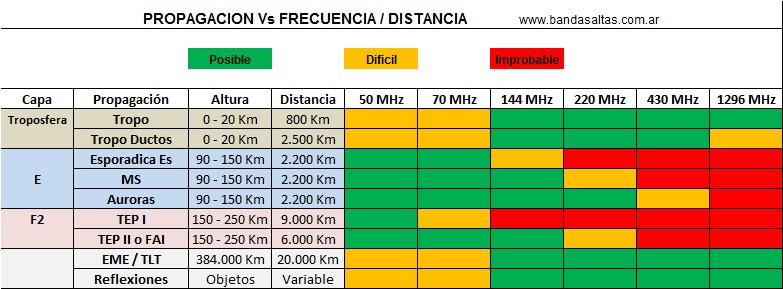 PROPAGACION Vs FRECUENCIA / DISTANCIA www.bandasaltas.com.ar
Posible Dificil Improbable
Capa Propagación Altura Distancia 50 MHz 70 MHz 144 MHz 220 MHz 430 MHz 1296 MHz
Troposfera Tropo 0 - 20 Km 800 Km
Tropo Ductos 0 - 20 Km 2.500 Km
Esporadica Es 90 - 150 Km 2.200 Km
E MS 90 - 150 Km 2.200 Km
Auroras 90 - 150 Km 2.200 Km
F2 TEP I 150 - 250 Km 9.000 Km
TEP II o FAI 150 - 250 Km 6.000 Km
EME / TLT 384.000 Km 20.000 Km
Reflexiones Objetos Variable